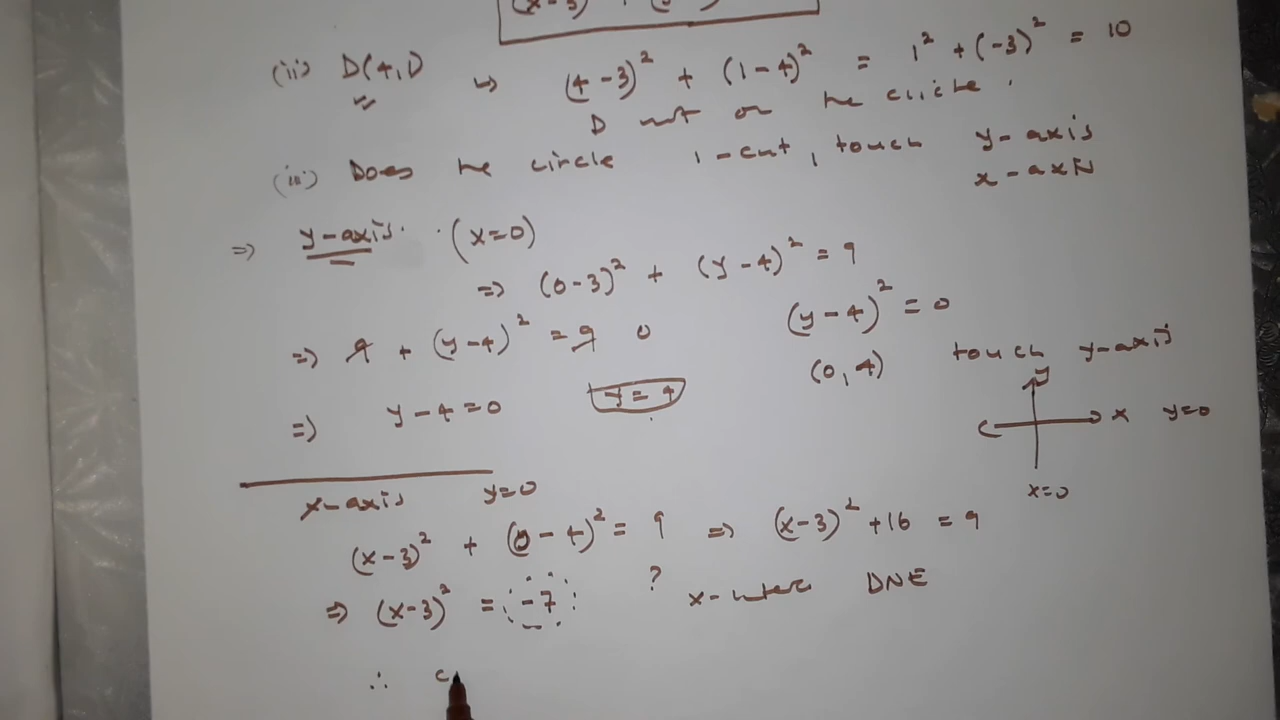 (ii) D(4,1) ↳ (4-3)² + (1-4)² = 1² + (-3)² = 10
D not on the circle.
(iii) Does the circle , -cut , touch y-axis
x-axis
⇒ y-axis. (x=0)
⇒ (0-3)² + (y-4)² = 9
⇒ 9 + (y-4)² = 9 0
(y-4)² = 0
(0, 4) touch y-axis
⇒ y-4=0
y = 4
y
x y=0
x=0
x-axis y=0
(x-3)² + (0-4)² = 9 ⇒ (x-3)² +16 = 9
⇒ (x-3)² = -7 ? x-inter DNE
∴ c